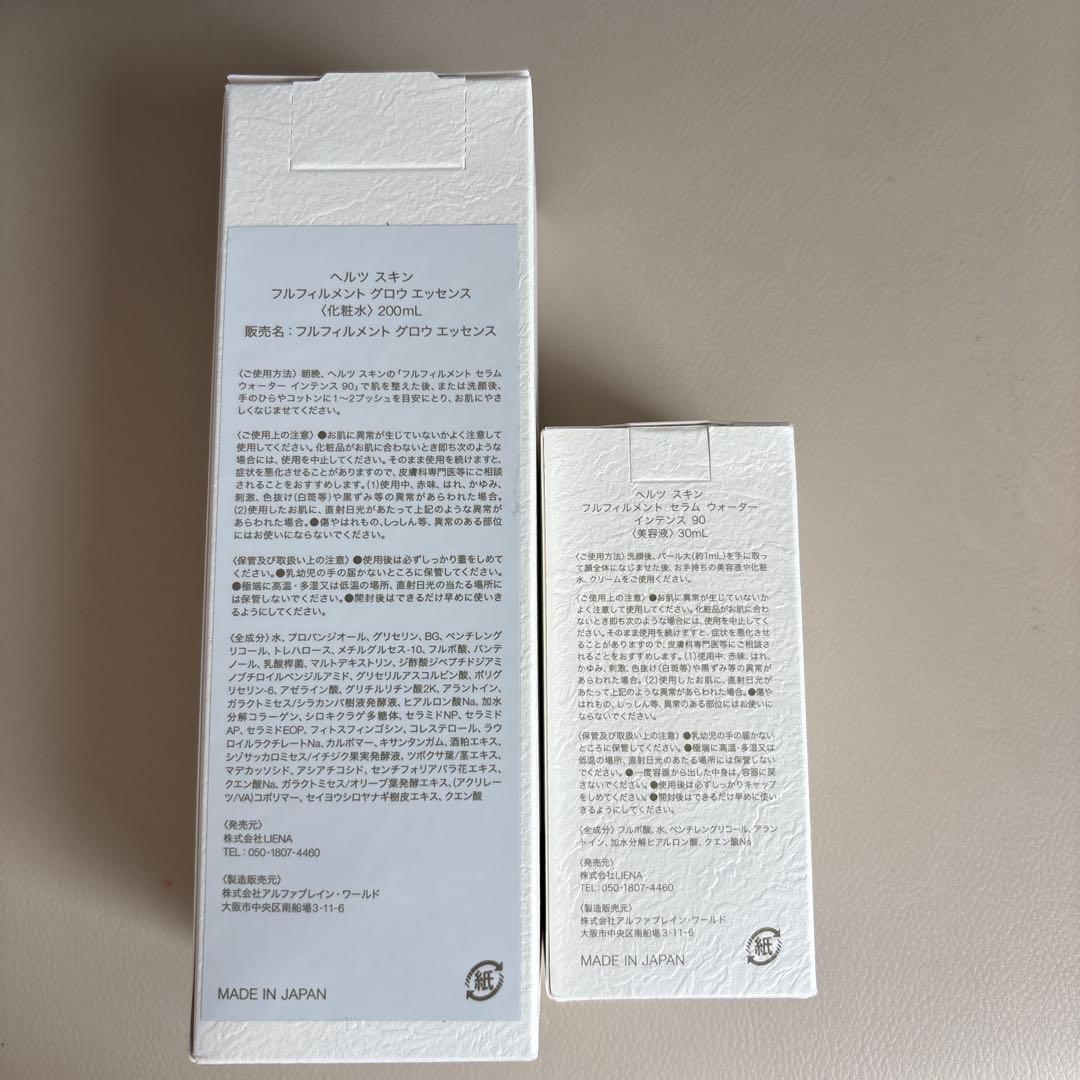 ヘルツ スキン
フルフィルメント グロウ エッセンス
〈化粧水〉200mL
販売名：フルフィルメント グロウ エッセンス
〈ご使用方法〉朝晩、ヘルツ スキンの「フルフィルメント セラム
ウォーター インテンス 90」で肌を整えた後、または洗顔後、
手のひらやコットンに1〜2プッシュを目安にとり、お肌にやさ
しくなじませてください。
〈ご使用上の注意〉●お肌に異常が生じていないかよく注意して
使用してください。化粧品がお肌に合わないとき即ち次のような
場合には、使用を中止してください。そのまま使用を続けますと、
症状を悪化させることがありますので、皮膚科専門医等にご相談
されることをおすすめします。(1)使用中、赤味、はれ、かゆみ、
刺激、色抜け(白斑等)や黒ずみ等の異常があらわれた場合。
(2)使用したお肌に、直射日光があたって上記のような異常が
あらわれた場合。●傷やはれもの、しっしん等、異常のある部位
にはお使いにならないでください。
〈保管及び取扱い上の注意〉●使用後は必ずしっかり蓋をしめて
ください。●乳幼児の手の届かないところに保管してください。
●極端に高温・多湿又は低温の場所、直射日光の当たる場所に
は保管しないでください。●開封後はできるだけ早めに使いき
るようにしてください。
〈全成分〉水、プロパンジオール、グリセリン、BG、ペンチレング
リコール、トレハロース、メチルグルセス-10、フルボ酸、パンテ
ノール、乳酸桿菌、マルトデキストリン、ジ酢酸ジペプチドジアミ
ノブチロイルベンジルアミド、グリセリルアスコルビン酸、ポリグ
リセリン-6、アゼライン酸、グリチルリチン酸2K、アラントイン、
ガラクトミセス/シラカンバ樹液発酵液、ヒアルロン酸Na、加水
分解コラーゲン、シロキクラゲ多糖体、セラミドNP、セラミド
AP、セラミドEOP、フィトスフィンゴシン、コレステロール、ラウ
ロイルラクチレートNa、カルボマー、キサンタンガム、酒粕エキス、
シゾサッカロミセス/イチジク果実発酵液、ツボクサ葉/茎エキス、
マデカッソシド、アシアチコシド、センチフォリアバラ花エキス、
クエン酸Na、ガラクトミセス/オリーブ葉発酵エキス、(アクリレー
ツ/VA)コポリマー、セイヨウシロヤナギ樹皮エキス、クエン酸
〈発売元〉
株式会社LIENA
TEL：050-1807-4460
〈製造販売元〉
株式会社アルファブレイン・ワールド
大阪市中央区南船場3-11-6
MADE IN JAPAN
紙
ヘルツ スキン
フルフィルメント セラム ウォーター
インテンス 90
〈美容液〉30mL
〈ご使用方法〉洗顔後、パール大(約1mL)を手に取っ
て顔全体になじませた後、お手持ちの美容液や化粧
水、クリームをご使用ください。
〈ご使用上の注意〉●お肌に異常が生じていないか
よく注意して使用してください。化粧品がお肌に合わ
ないとき即ち次のような場合には、使用を中止してく
ださい。そのまま使用を続けますと、症状を悪化させ
ることがありますので、皮膚科専門医等にご相談さ
れることをおすすめします。(1)使用中、赤味、はれ、
かゆみ、刺激、色抜け(白斑等)や黒ずみ等の異常が
あらわれた場合。(2)使用したお肌に、直射日光が
あたって上記のような異常があらわれた場合。●傷や
はれもの、しっしん等、異常のある部位にはお使いに
ならないでください。
〈保管及び取扱い上の注意〉●乳幼児の手の届かない
ところに保管してください。●極端に高温・多湿又は
低温の場所、直射日光のあたる場所には保管しない
でください。●一度容器から出した中身は、容器に戻
さないでください。●使用後は必ずしっかりキャップ
をしめてください。●開封後はできるだけ早めに使い
きるようにしてください。
〈全成分〉フルボ酸、水、ペンチレングリコール、アラン
トイン、加水分解ヒアルロン酸、クエン酸Na
〈発売元〉
株式会社LIENA
TEL：050-1807-4460
〈製造販売元〉
株式会社アルファブレイン・ワールド
大阪市中央区南船場3-11-6
MADE IN JAPAN
紙